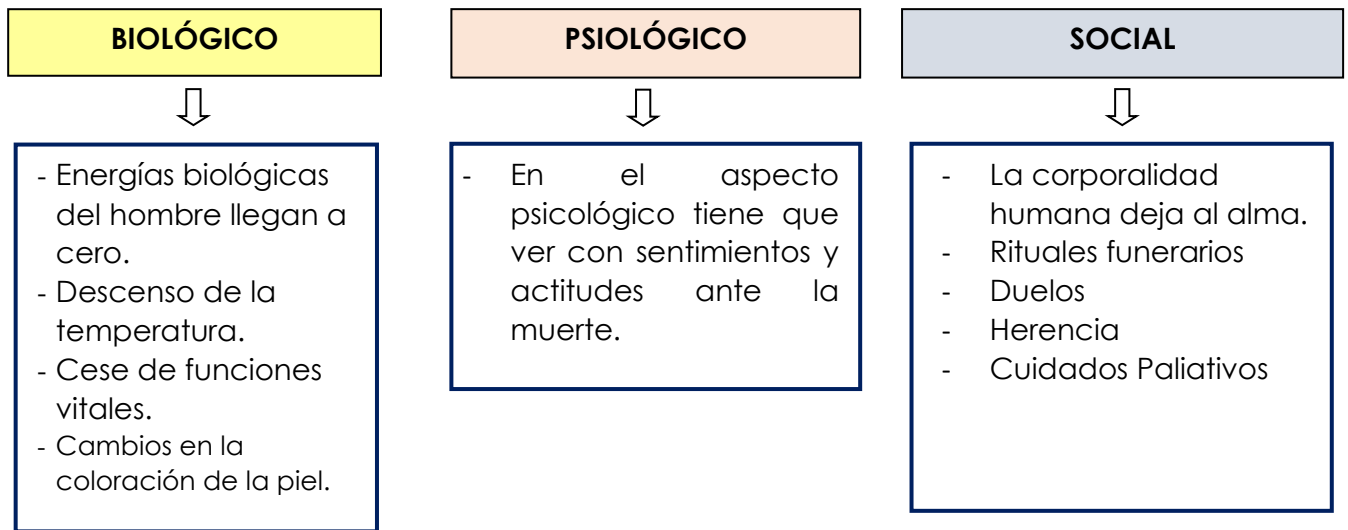 BIOLÓGICO
- Energías biológicas
del hombre llegan a
cero.
- Descenso de la
temperatura.
- Cese de funciones
vitales.
- Cambios en la
coloración de la piel.
PSIOLÓGICO
- En el aspecto
psicológico tiene que
ver con sentimientos y
actitudes ante la
muerte.
SOCIAL
- La corporalidad
humana deja al alma.
- Rituales funerarios
- Duelos
- Herencia
- Cuidados Paliativos